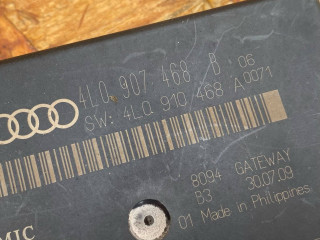 4L0 907 468 B 06
SW: 4L0 910 468 A 0071
8094 GATEWAY
B3 30.07.09
01 Made in Philippines
MIC